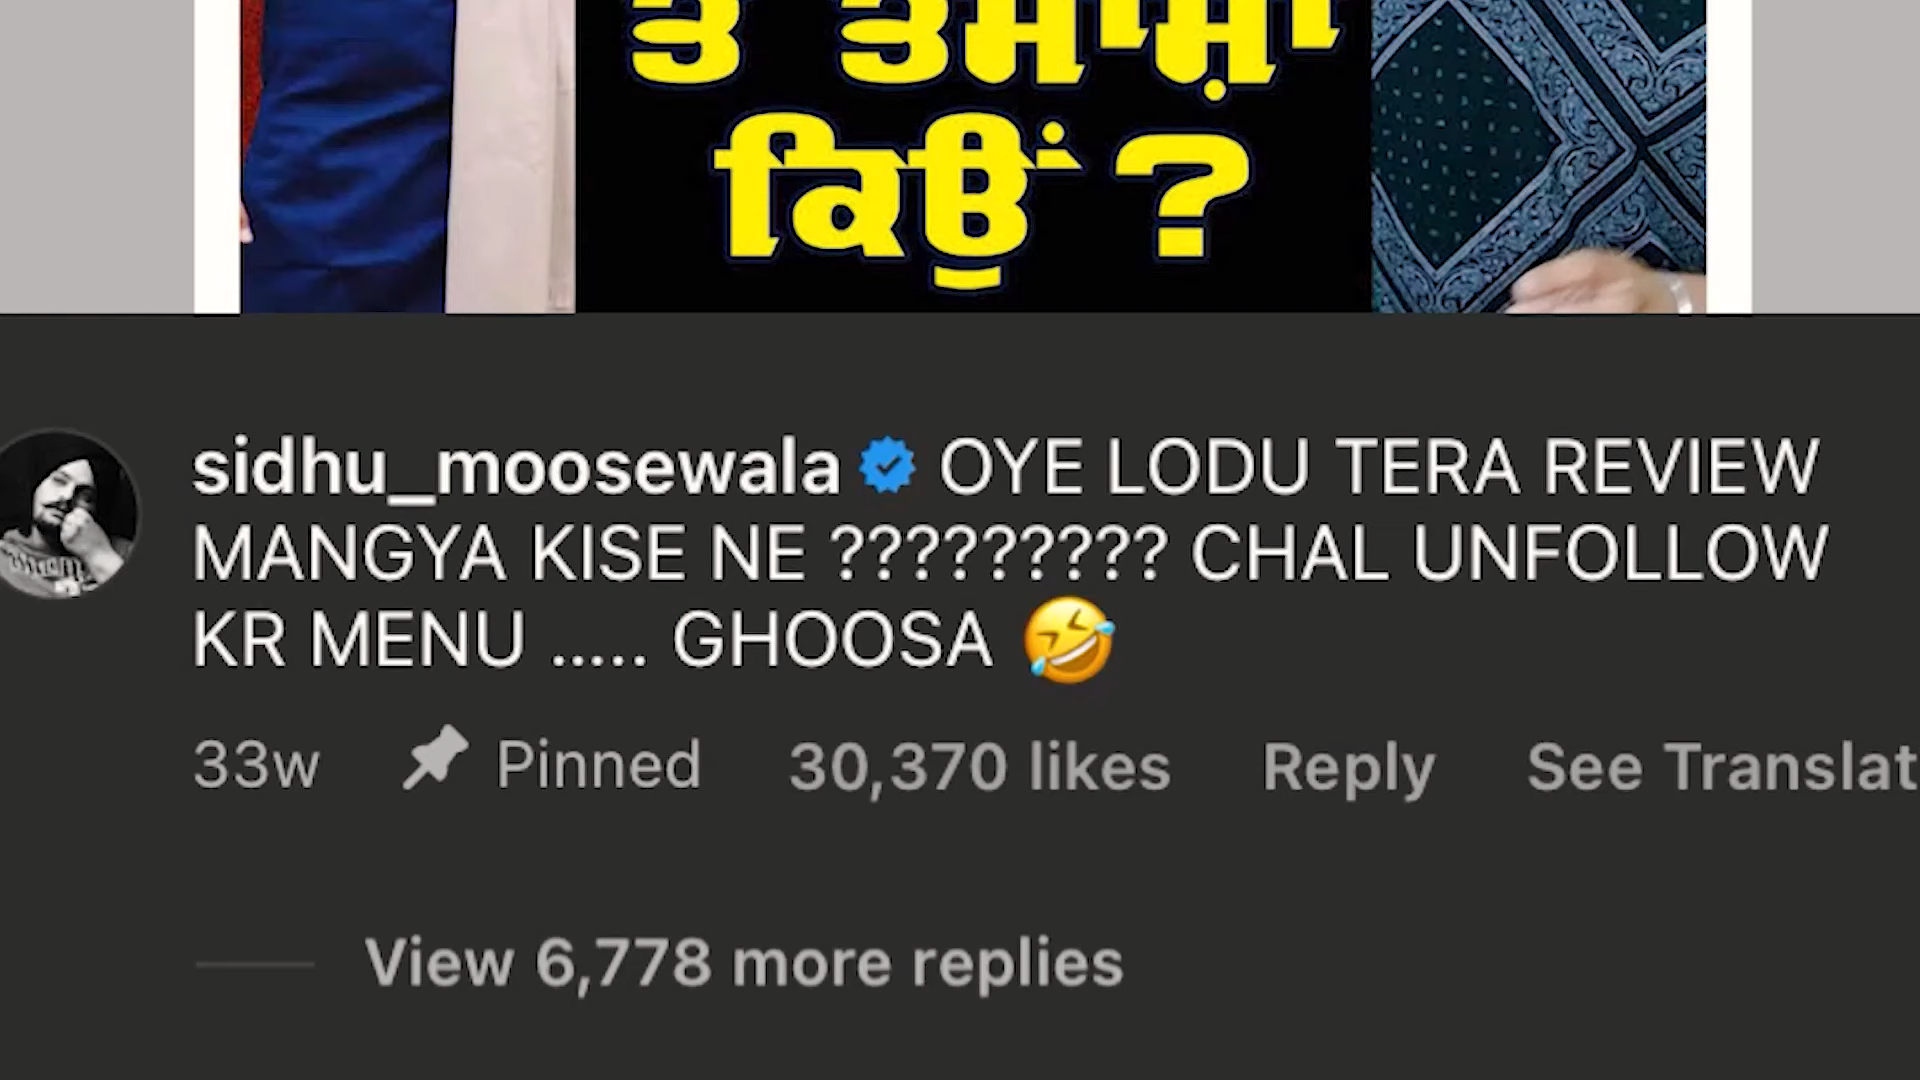 ਤੇ ਤਮਾਸ਼ਾ
ਕਿਉਂ ?
sidhu_moosewala OYE LODU TERA REVIEW
MANGYA KISE NE ????????? CHAL UNFOLLOW
KR MENU ..... GHOOSA 🤣
33w Pinned 30,370 likes Reply See Translat
View 6,778 more replies